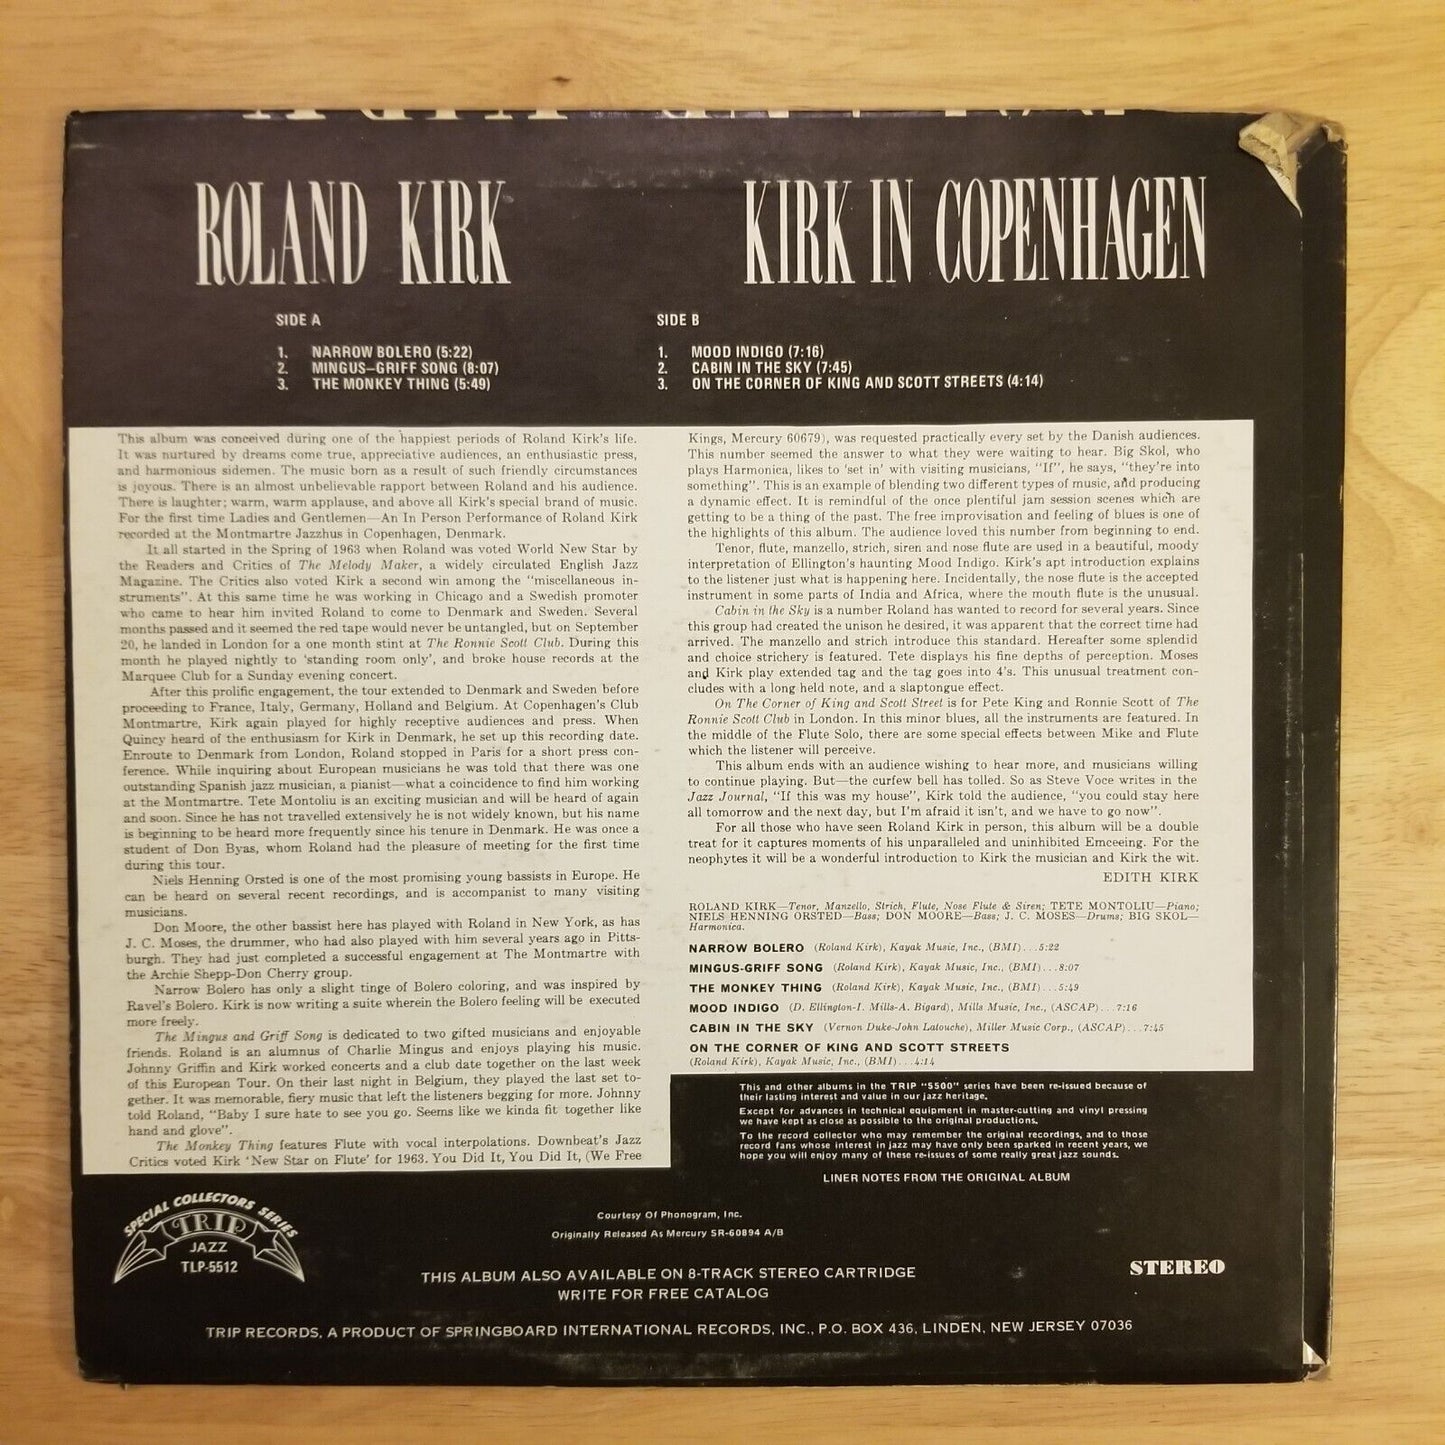 ROLAND KIRK
KIRK IN COPENHAGEN
SIDE A
1. NARROW BOLERO (5:22)
2. MINGUS–GRIFF SONG (8:07)
3. THE MONKEY THING (5:49)
SIDE B
1. MOOD INDIGO (7:16)
2. CABIN IN THE SKY (7:45)
3. ON THE CORNER OF KING AND SCOTT STREETS (4:14)
This album was conceived during one of the happiest periods of Roland Kirk's life.
It was nurtured by dreams come true, appreciative audiences, an enthusiastic press,
and harmonious sidemen. The music born as a result of such friendly circumstances
is joyous. There is an almost unbelievable rapport between Roland and his audience.
There is laughter; warm, warm applause, and above all Kirk's special brand of music.
For the first time Ladies and Gentlemen—An In Person Performance of Roland Kirk
recorded at the Montmartre Jazzhus in Copenhagen, Denmark.
It all started in the Spring of 1963 when Roland was voted World New Star by
the Readers and Critics of The Melody Maker, a widely circulated English Jazz
Magazine. The Critics also voted Kirk a second win among the "miscellaneous in-
struments". At this same time he was working in Chicago and a Swedish promoter
who came to hear him invited Roland to come to Denmark and Sweden. Several
months passed and it seemed the red tape would never be untangled, but on September
20, he landed in London for a one month stint at The Ronnie Scott Club. During this
month he played nightly to 'standing room only', and broke house records at the
Marquee Club for a Sunday evening concert.
After this prolific engagement, the tour extended to Denmark and Sweden before
proceeding to France, Italy, Germany, Holland and Belgium. At Copenhagen's Club
Montmartre, Kirk again played for highly receptive audiences and press. When
Quincy heard of the enthusiasm for Kirk in Denmark, he set up this recording date.
Enroute to Denmark from London, Roland stopped in Paris for a short press con-
ference. While inquiring about European musicians he was told that there was one
outstanding Spanish jazz musician, a pianist—what a coincidence to find him working
at the Montmartre. Tete Montoliu is an exciting musician and will be heard of again
and soon. Since he has not travelled extensively he is not widely known, but his name
is beginning to be heard more frequently since his tenure in Denmark. He was once a
student of Don Byas, whom Roland had the pleasure of meeting for the first time
during this tour.
Niels Henning Orsted is one of the most promising young bassists in Europe. He
can be heard on several recent recordings, and is accompanist to many visiting
musicians.
Don Moore, the other bassist here has played with Roland in New York, as has
J. C. Moses, the drummer, who had also played with him several years ago in Pitts-
burgh. They had just completed a successful engagement at The Montmartre with
the Archie Shepp-Don Cherry group.
Narrow Bolero has only a slight tinge of Bolero coloring, and was inspired by
Ravel's Bolero. Kirk is now writing a suite wherein the Bolero feeling will be executed
more freely.
The Mingus and Griff Song is dedicated to two gifted musicians and enjoyable
friends. Roland is an alumnus of Charlie Mingus and enjoys playing his music.
Johnny Griffin and Kirk worked concerts and a club date together on the last week
of this European Tour. On their last night in Belgium, they played the last set to-
gether. It was memorable, fiery music that left the listeners begging for more. Johnny
told Roland, "Baby I sure hate to see you go. Seems like we kinda fit together like
hand and glove".
The Monkey Thing features Flute with vocal interpolations. Downbeat's Jazz
Critics voted Kirk 'New Star on Flute' for 1963. You Did It, You Did It, (We Free
Kings, Mercury 60679), was requested practically every set by the Danish audiences.
This number seemed the answer to what they were waiting to hear. Big Skol, who
plays Harmonica, likes to 'set in' with visiting musicians, "If", he says, "they're into
something". This is an example of blending two different types of music, and producing
a dynamic effect. It is remindful of the once plentiful jam session scenes which are
getting to be a thing of the past. The free improvisation and feeling of blues is one of
the highlights of this album. The audience loved this number from beginning to end.
Tenor, flute, manzello, strich, siren and nose flute are used in a beautiful, moody
interpretation of Ellington's haunting Mood Indigo. Kirk's apt introduction explains
to the listener just what is happening here. Incidentally, the nose flute is the accepted
instrument in some parts of India and Africa, where the mouth flute is the unusual.
Cabin in the Sky is a number Roland has wanted to record for several years. Since
this group had created the unison he desired, it was apparent that the correct time had
arrived. The manzello and strich introduce this standard. Hereafter some splendid
and choice strichery is featured. Tete displays his fine depths of perception. Moses
and Kirk play extended tag and the tag goes into 4's. This unusual treatment con-
cludes with a long held note, and a slaptongue effect.
On The Corner of King and Scott Street is for Pete King and Ronnie Scott of The
Ronnie Scott Club in London. In this minor blues, all the instruments are featured. In
the middle of the Flute Solo, there are some special effects between Mike and Flute
which the listener will perceive.
This album ends with an audience wishing to hear more, and musicians willing
to continue playing. But—the curfew bell has tolled. So as Steve Voce writes in the
Jazz Journal, "If this was my house", Kirk told the audience, "you could stay here
all tomorrow and the next day, but I'm afraid it isn't, and we have to go now".
For all those who have seen Roland Kirk in person, this album will be a double
treat for it captures moments of his unparalleled and uninhibited Emceeing. For the
neophytes it will be a wonderful introduction to Kirk the musician and Kirk the wit.
EDITH KIRK
ROLAND KIRK—Tenor, Manzello, Strich, Flute, Nose Flute & Siren; TETE MONTOLIU—Piano;
NIELS HENNING ORSTED—Bass; DON MOORE—Bass; J. C. MOSES—Drums; BIG SKOL—
Harmonica.
NARROW BOLERO (Roland Kirk), Kayak Music, Inc., (BMI)...5:22
MINGUS-GRIFF SONG (Roland Kirk), Kayak Music, Inc., (BMI)...8:07
THE MONKEY THING (Roland Kirk), Kayak Music, Inc., (BMI)...5:49
MOOD INDIGO (D. Ellington-I. Mills-A. Bigard), Mills Music, Inc., (ASCAP)...7:16
CABIN IN THE SKY (Vernon Duke-John Latouche), Miller Music Corp., (ASCAP)...7:45
ON THE CORNER OF KING AND SCOTT STREETS
(Roland Kirk), Kayak Music, Inc., (BMI)...4:14
This and other albums in the TRIP "5500" series have been re-issued because of
their lasting interest and value in our jazz heritage.
Except for advances in technical equipment in master-cutting and vinyl pressing
we have kept as close as possible to the original productions.
To the record collector who may remember the original recordings, and to those
record fans whose interest in jazz may have only been sparked in recent years, we
hope you will enjoy many of these re-issues of some really great jazz sounds.
LINER NOTES FROM THE ORIGINAL ALBUM
SPECIAL COLLECTORS SERIES
TRIP
JAZZ
TLP-5512
Courtesy Of Phonogram, Inc.
Originally Released As Mercury SR-60894 A/B
THIS ALBUM ALSO AVAILABLE ON 8-TRACK STEREO CARTRIDGE
WRITE FOR FREE CATALOG
STEREO
TRIP RECORDS, A PRODUCT OF SPRINGBOARD INTERNATIONAL RECORDS, INC., P.O. BOX 436, LINDEN, NEW JERSEY 07036